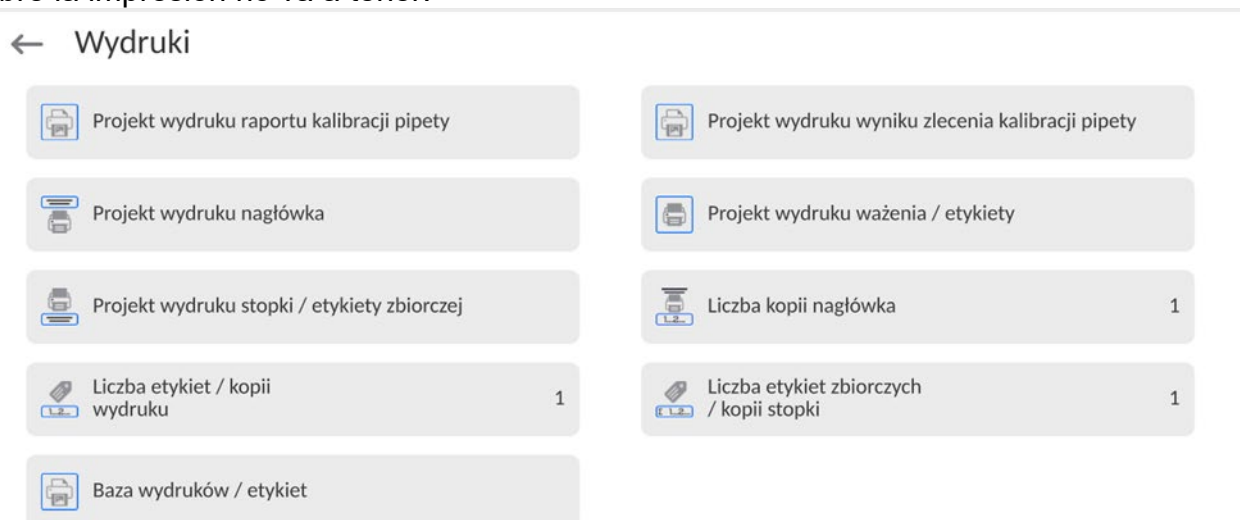 Wydruki
Projekt wydruku raportu kalibracji pipety
Projekt wydruku wyniku zlecenia kalibracji pipety
Projekt wydruku nagłówka
Projekt wydruku ważenia / etykiety
Projekt wydruku stopki / etykiety zbiorczej
Liczba kopii nagłówka 1
Liczba etykiet / kopii
wydruku 1
Liczba etykiet zbiorczych
/ kopii stopki 1
Baza wydruków / etykiet